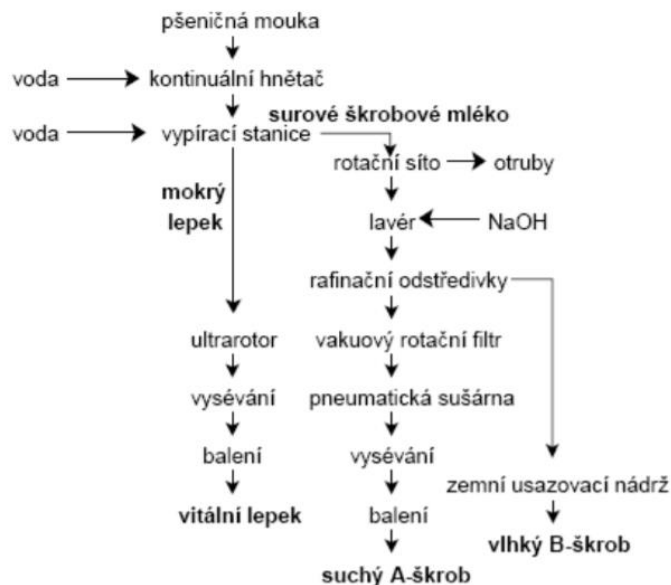 pšeničná mouka
voda
kontinuální hnětač
surové škrobové mléko
voda
vypírací stanice
rotační síto
otruby
mokrý
lepek
lavér
NaOH
rafinační odstředivky
ultrarotor
vakuový rotační filtr
vysévání
pneumatická sušárna
balení
vysévání
zemní usazovací nádrž
vitální lepek
balení
vlhký B-škrob
suchý A-škrob